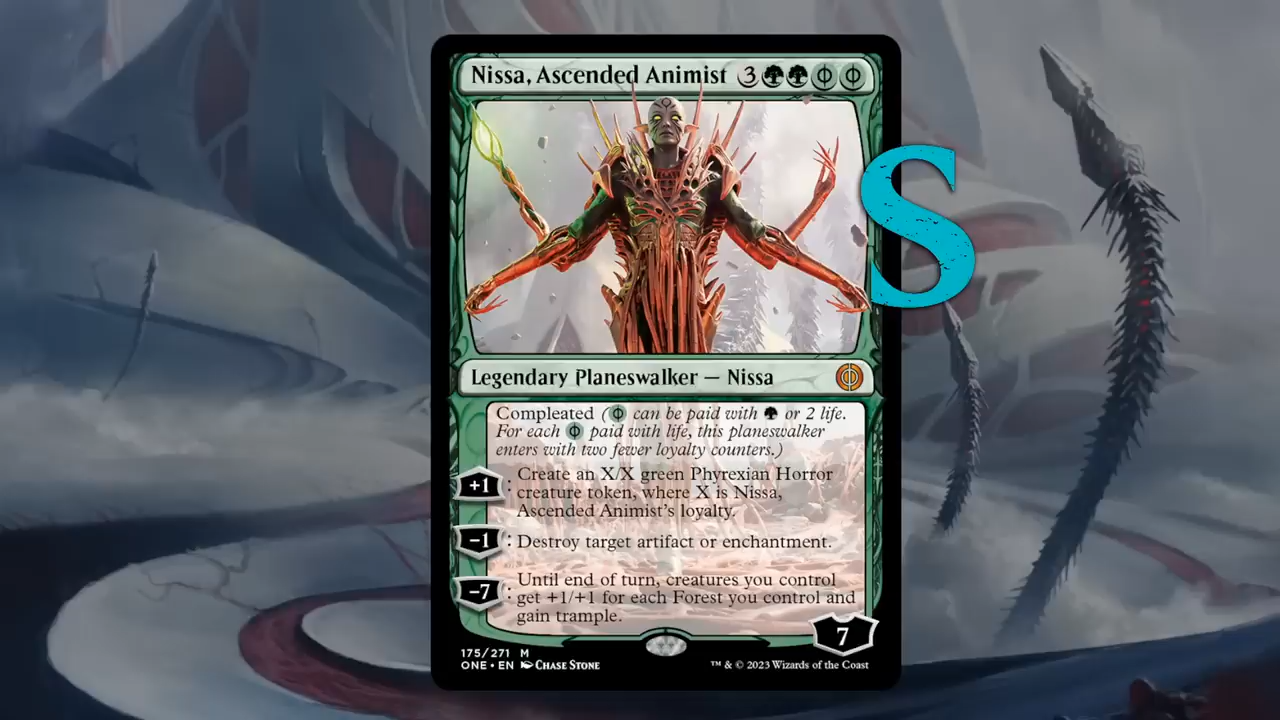 Nissa, Ascended Animist 3
S
Legendary Planeswalker — Nissa
Compleated ( can be paid with or 2 life.
For each paid with life, this planeswalker
enters with two fewer loyalty counters.)
+1 : Create an X/X green Phyrexian Horror
creature token, where X is Nissa,
Ascended Animist's loyalty.
−1 : Destroy target artifact or enchantment.
−7 : Until end of turn, creatures you control
get +1/+1 for each Forest you control and
gain trample.
7
175/271 M
ONE • EN Chase Stone
™ & © 2023 Wizards of the Coast